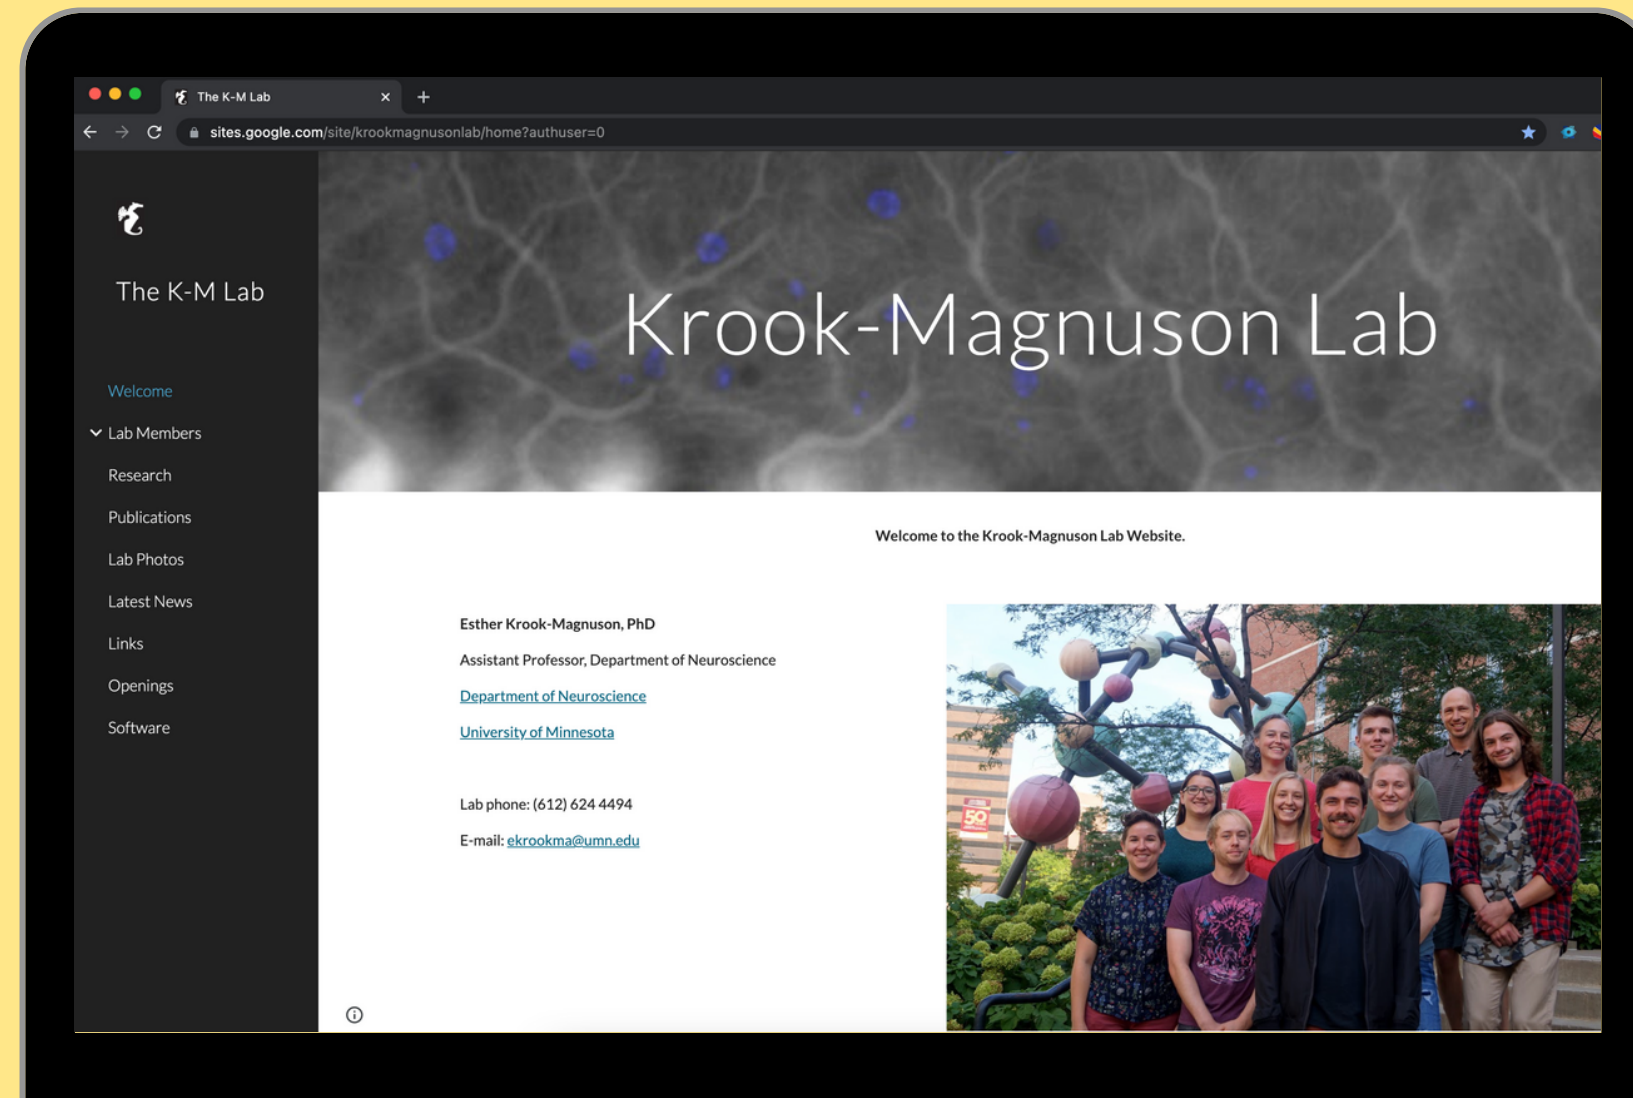 The K-M Lab
sites.google.com/site/krookmagnusonlab/home?authuser=0
The K-M Lab
Welcome
Lab Members
Research
Publications
Lab Photos
Latest News
Links
Openings
Software
Krook-Magnuson Lab
Welcome to the Krook-Magnuson Lab Website.
Esther Krook-Magnuson, PhD
Assistant Professor, Department of Neuroscience
Department of Neuroscience
University of Minnesota
Lab phone: (612) 624 4494
E-mail: ekrookma@umn.edu
50